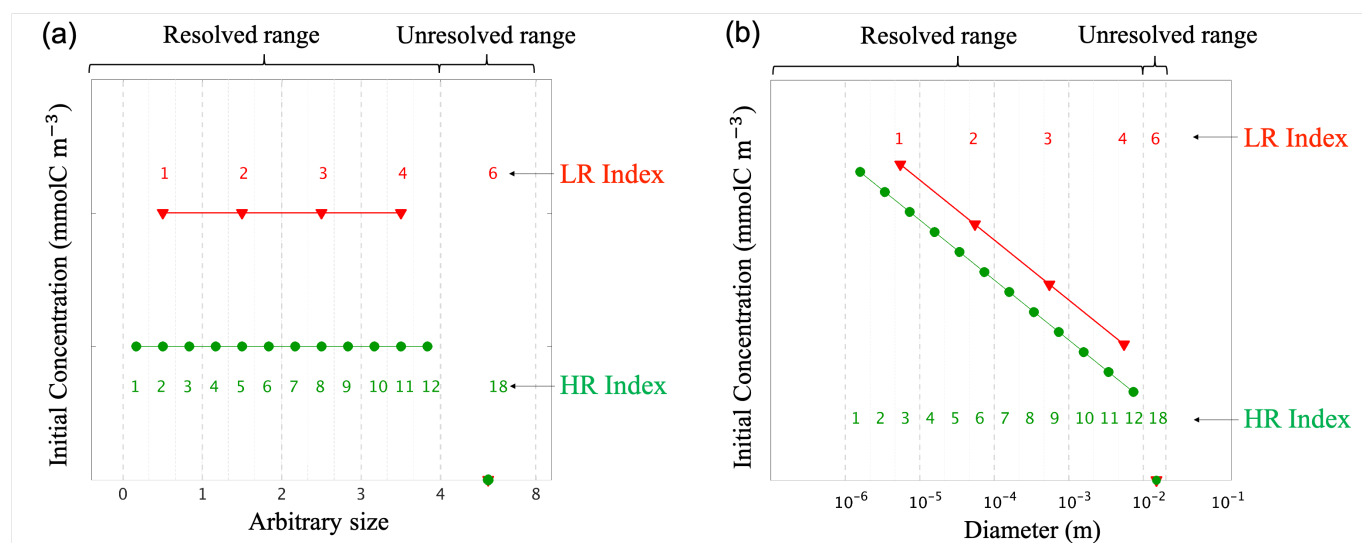 (a)
Resolved range
Unresolved range
Initial Concentration (mmolC m⁻³)
1 2 3 4 6
LR Index
1 2 3 4 5 6 7 8 9 10 11 12 18
HR Index
0 1 2 3 4 8
Arbitrary size
(b)
Resolved range
Unresolved range
Initial Concentration (mmolC m⁻³)
1 2 3 4 6
LR Index
1 2 3 4 5 6 7 8 9 10 11 12 18
HR Index
10⁻⁶ 10⁻⁵ 10⁻⁴ 10⁻³ 10⁻² 10⁻¹
Diameter (m)